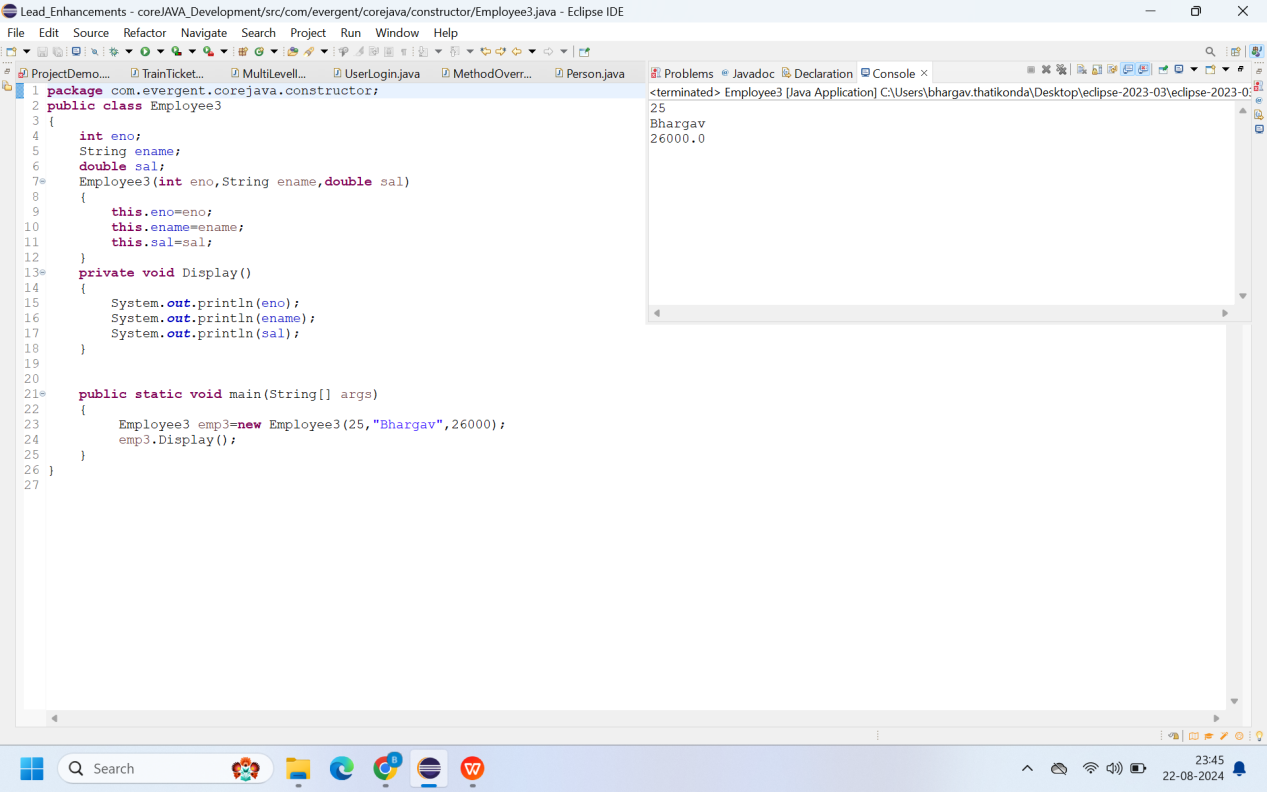 Lead_Enhancements - coreJAVA_Development/src/com/evergent/corejava/constructor/Employee3.java - Eclipse IDE
File Edit Source Refactor Navigate Search Project Run Window Help
ProjectDemo.... TrainTicket... MultiLevell... UserLogin.java MethodOverr... Person.java
1 package com.evergent.corejava.constructor;
2 public class Employee3
3 {
4 int eno;
5 String ename;
6 double sal;
7 Employee3(int eno,String ename,double sal)
8 {
9 this.eno=eno;
10 this.ename=ename;
11 this.sal=sal;
12 }
13 private void Display()
14 {
15 System.out.println(eno);
16 System.out.println(ename);
17 System.out.println(sal);
18 }
19
20
21 public static void main(String[] args)
22 {
23 Employee3 emp3=new Employee3(25,"Bhargav",26000);
24 emp3.Display();
25 }
26 }
27
Problems Javadoc Declaration Console
<terminated> Employee3 [Java Application] C:\Users\bhargav.thatikonda\Desktop\eclipse-2023-03\eclipse-2023-03
25
Bhargav
26000.0
Search
B
23:45
22-08-2024